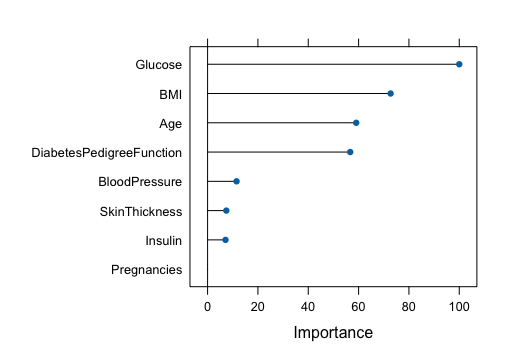 Glucose
BMI
Age
DiabetesPedigreeFunction
BloodPressure
SkinThickness
Insulin
Pregnancies
0 20 40 60 80 100
Importance